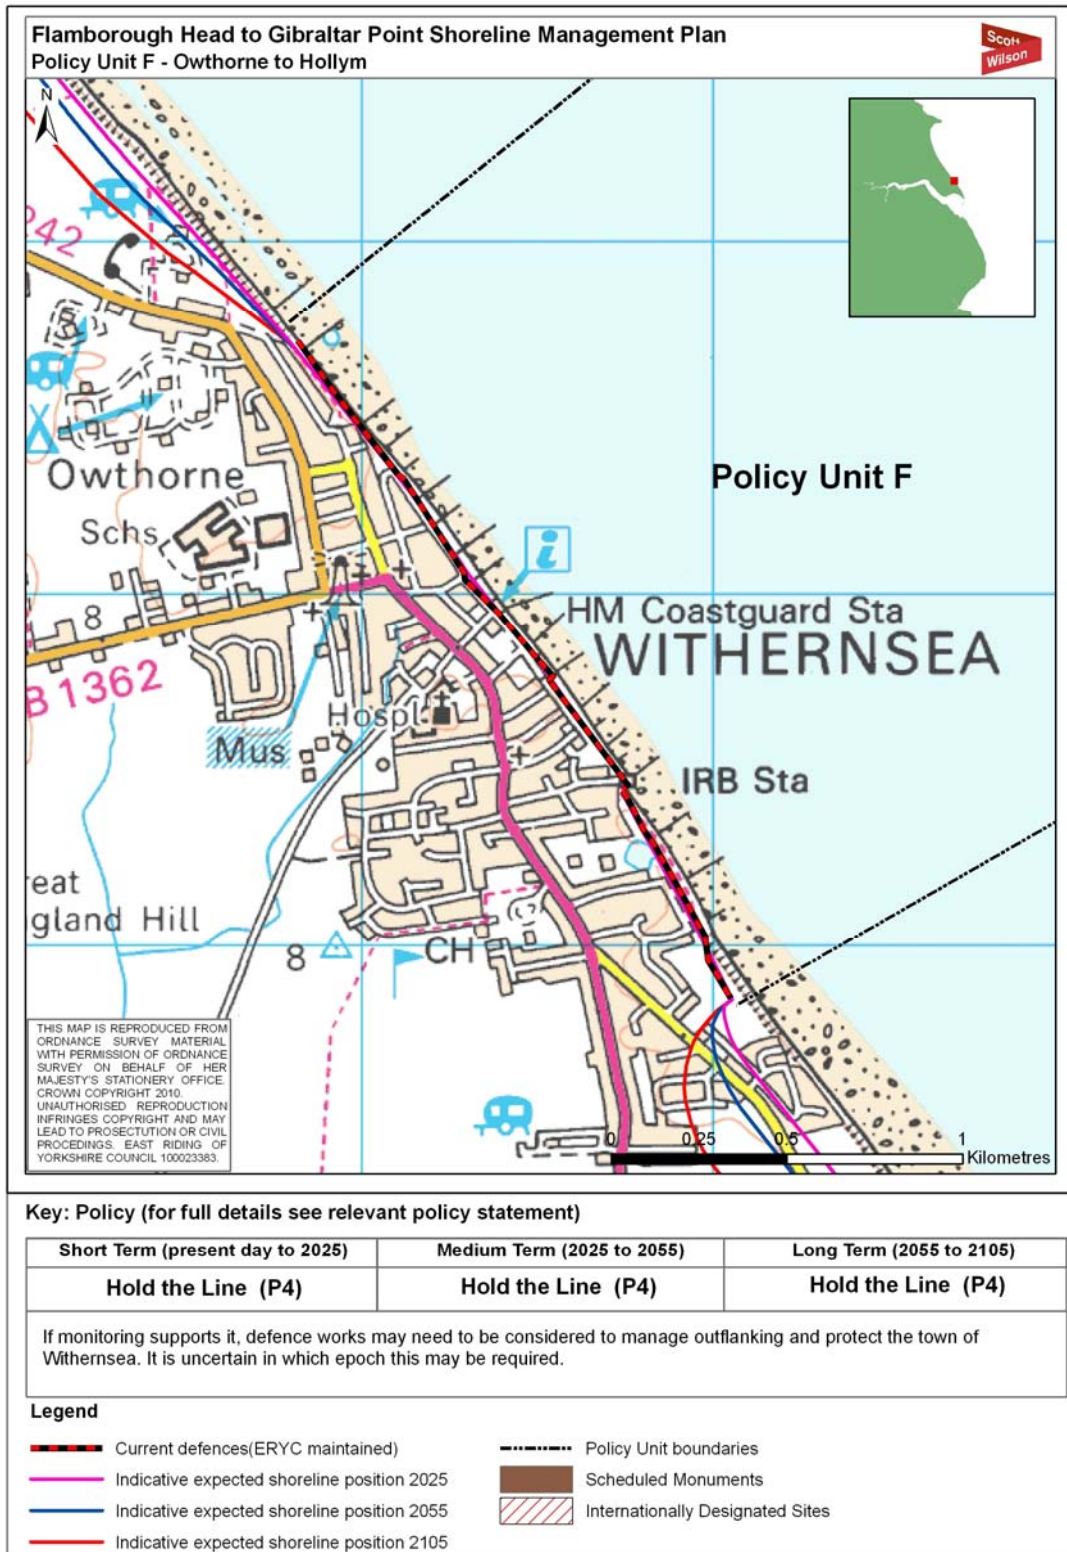 Flamborough Head to Gibraltar Point Shoreline Management Plan
Policy Unit F - Owthorne to Hollym
Scott
Wilson
N
242
Owthorne
Schs
Policy Unit F
8
HM Coastguard Sta
WITHERNSEA
B 1362
Hospl
Mus
IRB Sta
reat
gland Hill
8
CH
THIS MAP IS REPRODUCED FROM
ORDNANCE SURVEY MATERIAL
WITH PERMISSION OF ORDNANCE
SURVEY ON BEHALF OF HER
MAJESTY'S STATIONERY OFFICE.
CROWN COPYRIGHT 2010.
UNAUTHORISED REPRODUCTION
INFRINGES COPYRIGHT AND MAY
LEAD TO PROSECUTION OR CIVIL
PROCEDINGS. EAST RIDING OF
YORKSHIRE COUNCIL 100023383.
0 0.25 0.5 1
Kilometres
Key: Policy (for full details see relevant policy statement)
Short Term (present day to 2025) Medium Term (2025 to 2055) Long Term (2055 to 2105)
Hold the Line (P4) Hold the Line (P4) Hold the Line (P4)
If monitoring supports it, defence works may need to be considered to manage outflanking and protect the town of
Withernsea. It is uncertain in which epoch this may be required.
Legend
Current defences(ERYC maintained)
Indicative expected shoreline position 2025
Indicative expected shoreline position 2055
Indicative expected shoreline position 2105
Policy Unit boundaries
Scheduled Monuments
Internationally Designated Sites